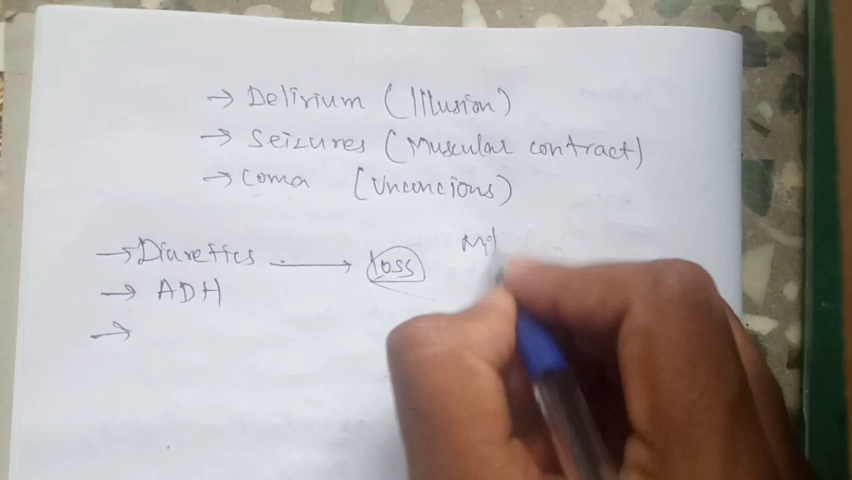 → Delirium (Illusion)
→ Seizures (Muscular contract)
→ Coma (Unconcious)
→ Diuretics → loss
→ ADH
→